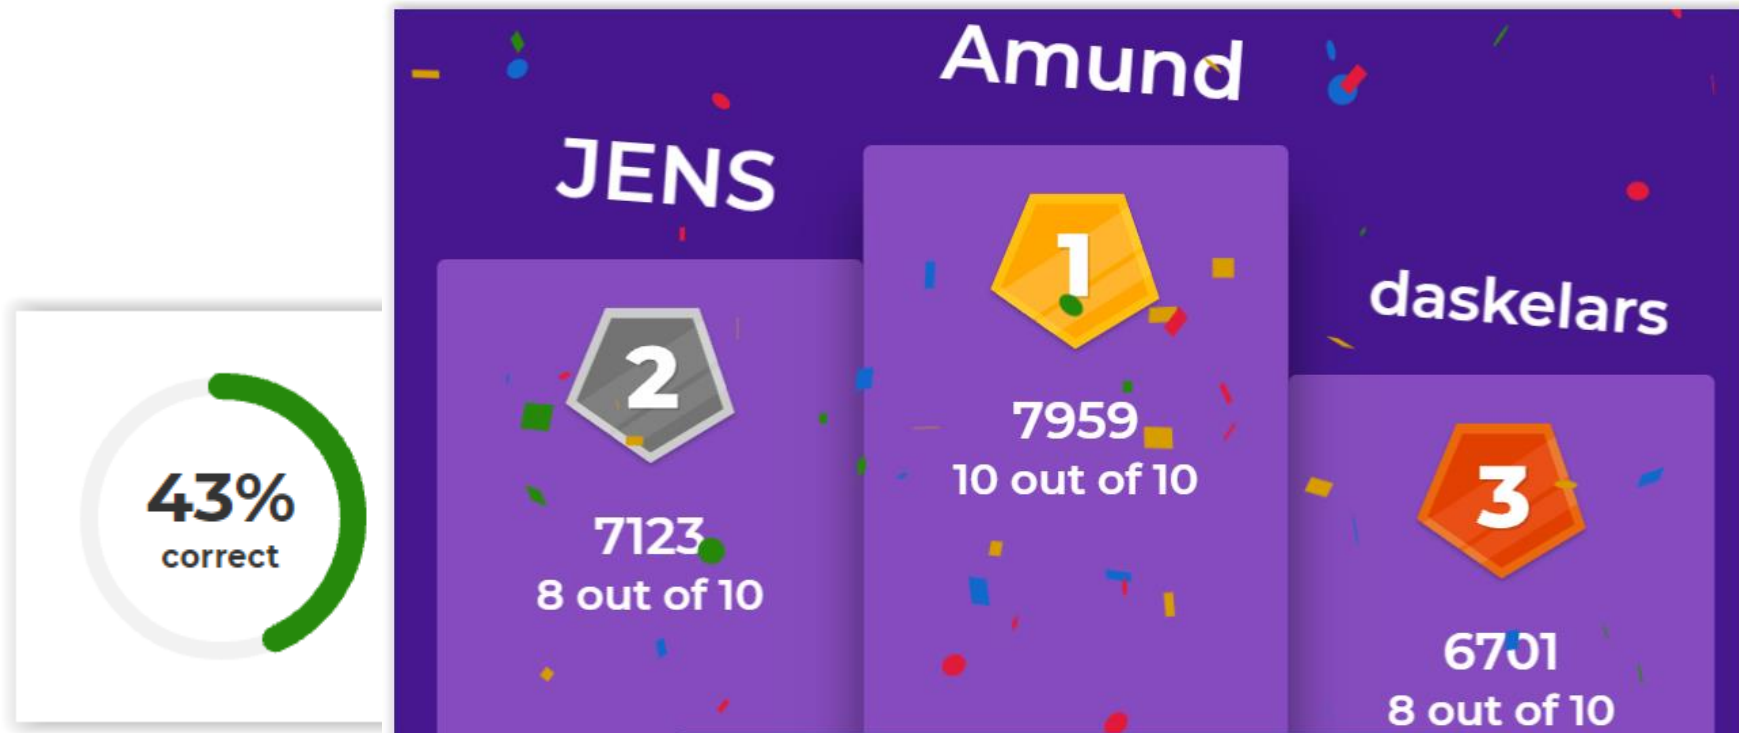 43%
correct
JENS
2
7123
8 out of 10
Amund
1
7959
10 out of 10
daskelars
3
6701
8 out of 10